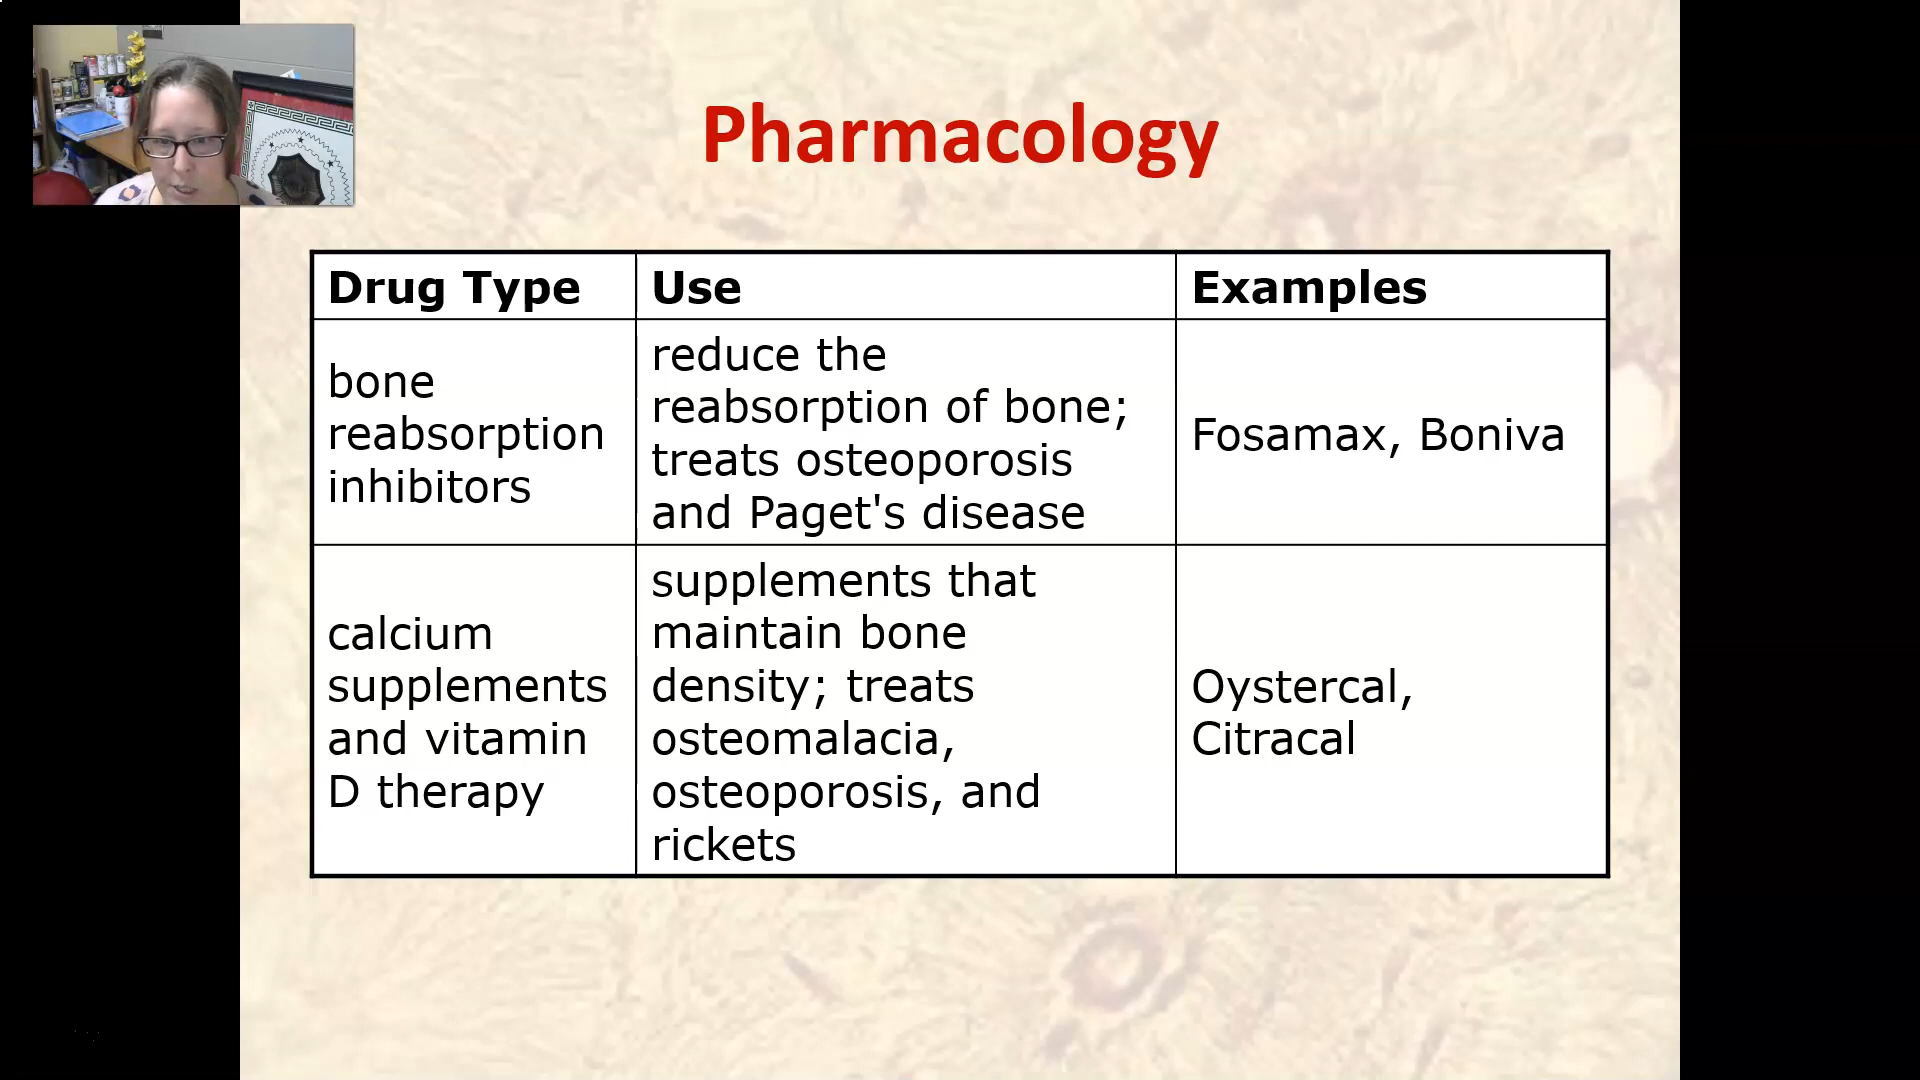 Pharmacology
Drug Type
Use
Examples
bone
reabsorption
inhibitors
reduce the
reabsorption of bone;
treats osteoporosis
and Paget's disease
Fosamax, Boniva
calcium
supplements
and vitamin
D therapy
supplements that
maintain bone
density; treats
osteomalacia,
osteoporosis, and
rickets
Oystercal,
Citracal